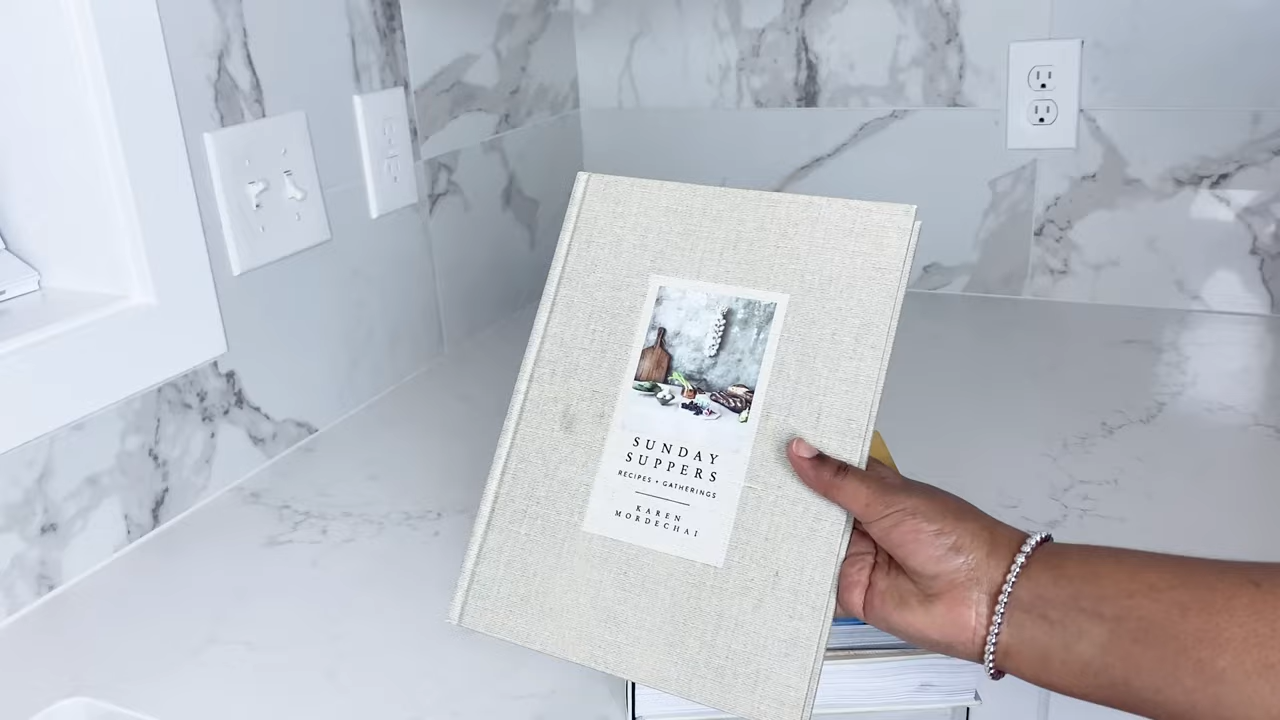 SUNDAY
SUPPERS
RECIPES + GATHERINGS
KAREN
MORDECHAI